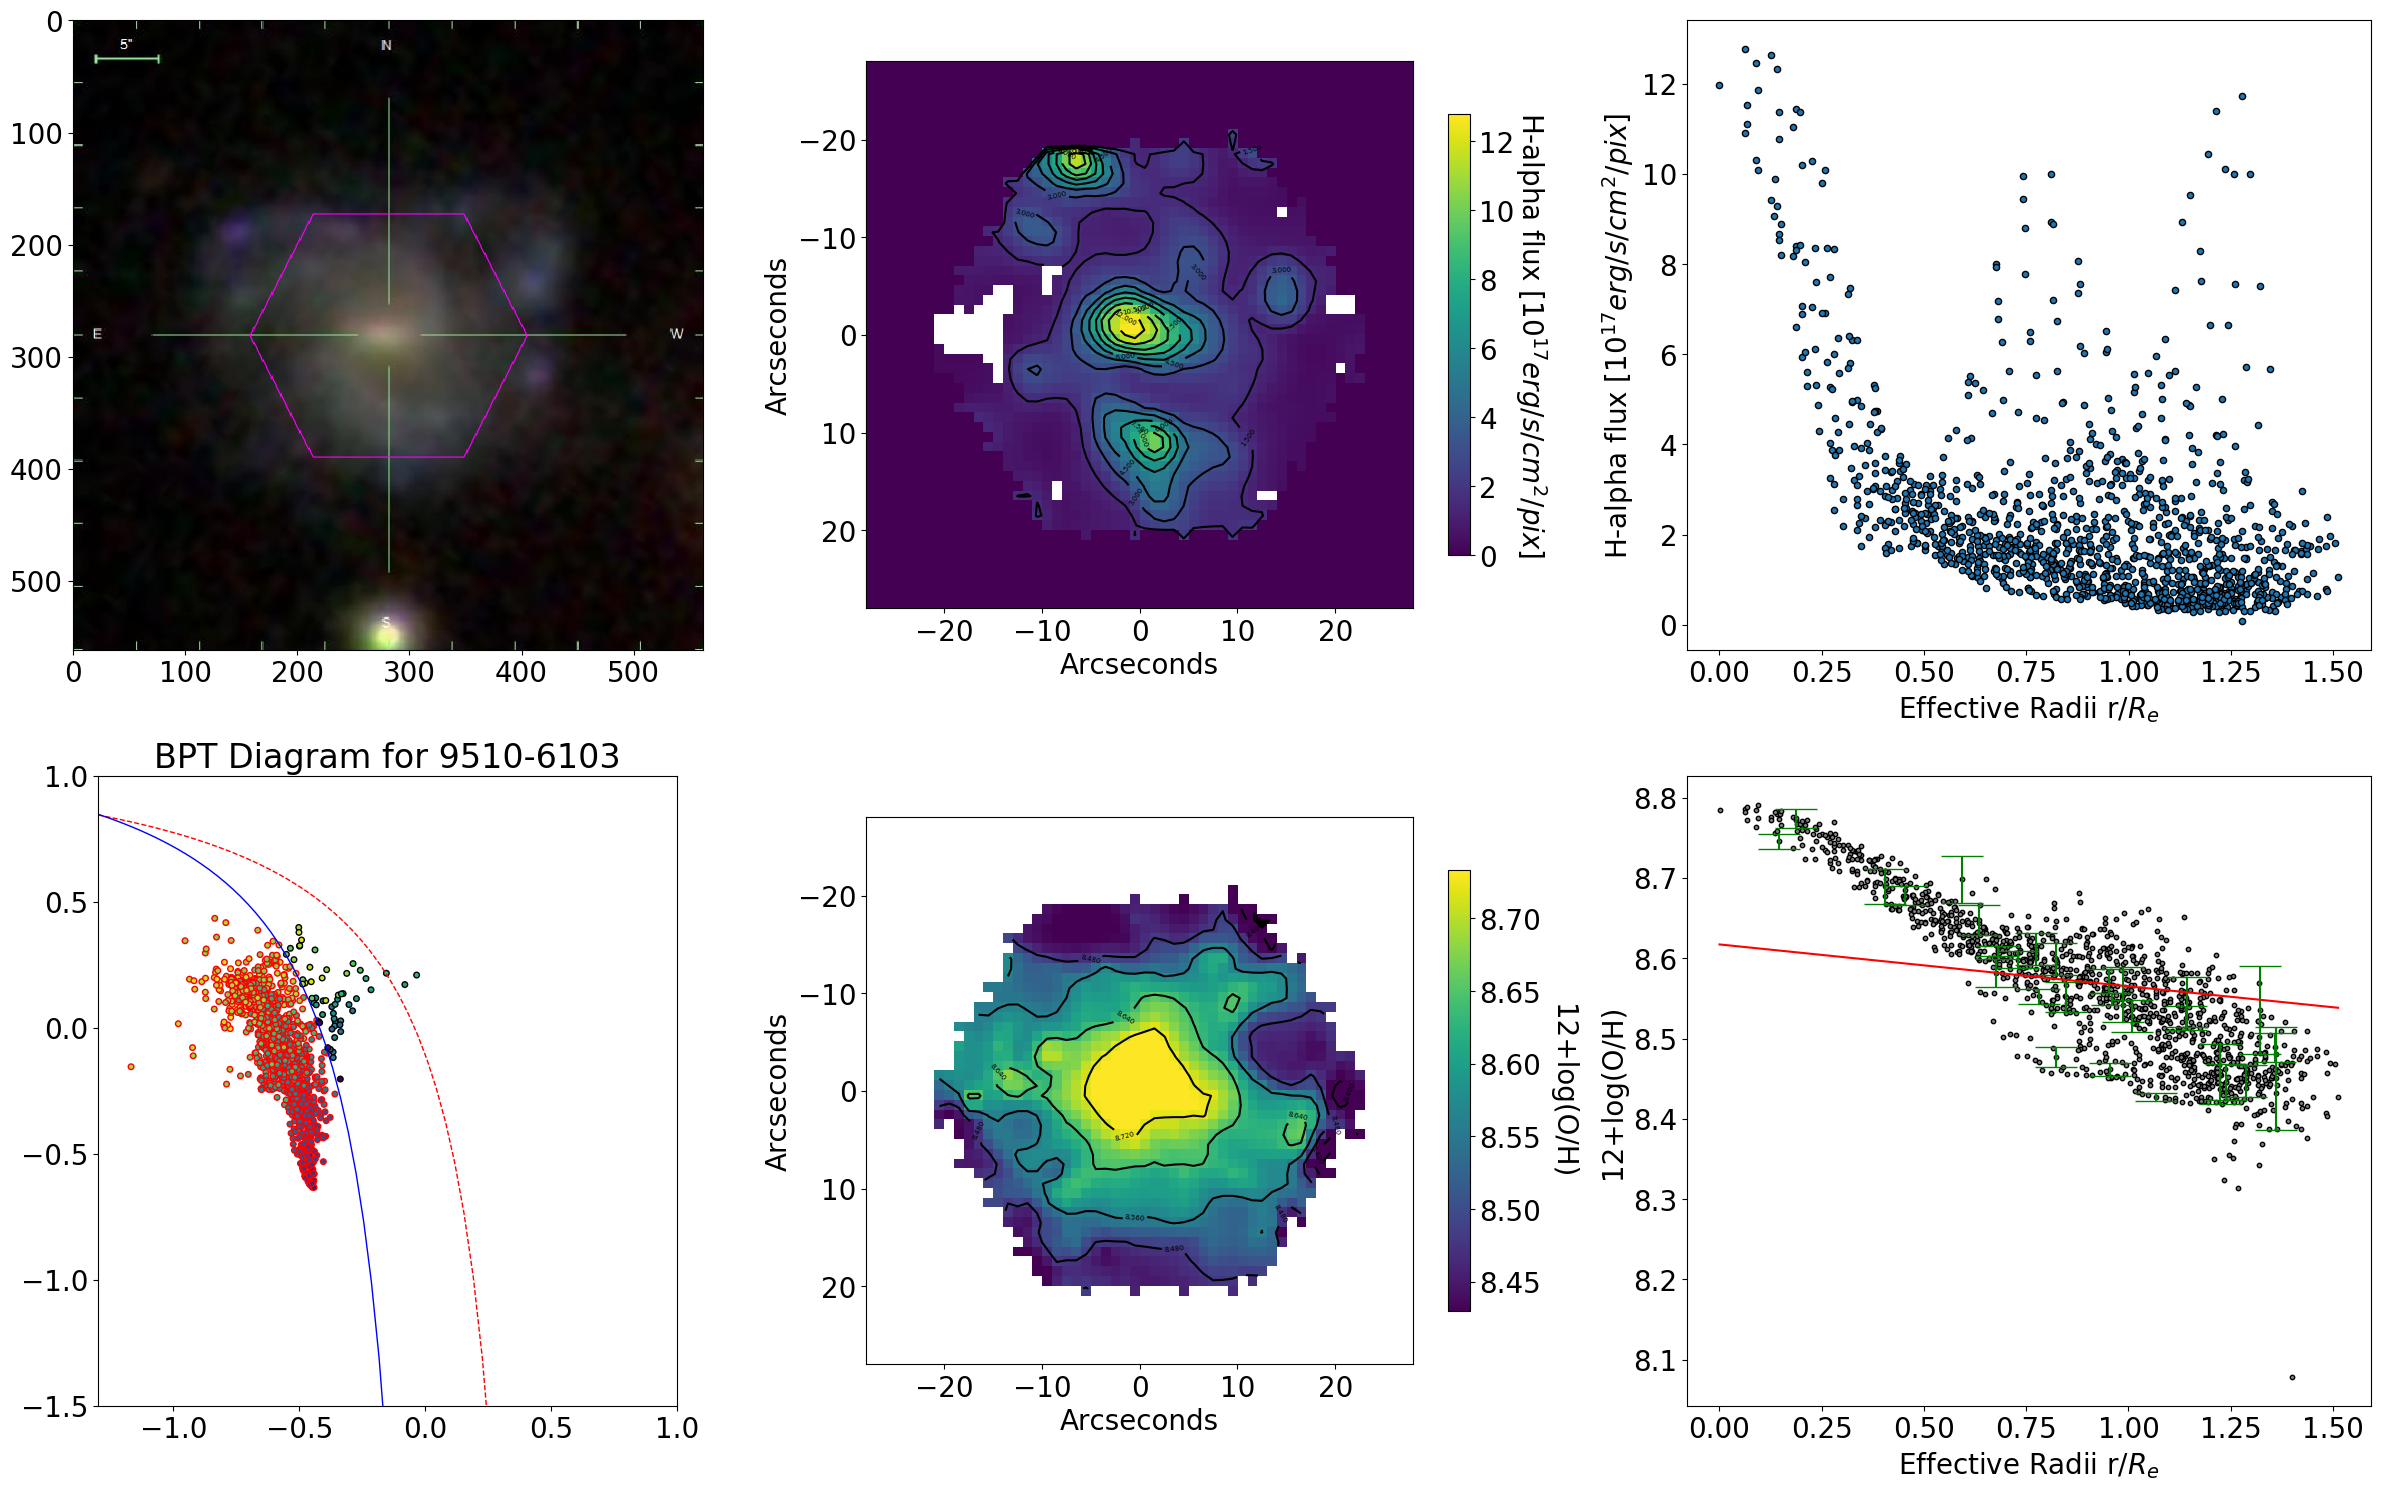 0
100
200
300
400
500
0 100 200 300 400 500
5"
N
E
W
S
−20
−10
0
10
20
Arcseconds
−20 −10 0 10 20
Arcseconds
12
10
8
6
4
2
0
H-alpha flux [10^17 erg/s/cm^2/pix]
12
10
8
6
4
2
0
H-alpha flux [10^17 erg/s/cm^2/pix]
0.00 0.25 0.50 0.75 1.00 1.25 1.50
Effective Radii r/R_e
BPT Diagram for 9510-6103
1.0
0.5
0.0
−0.5
−1.0
−1.5
−1.0 −0.5 0.0 0.5 1.0
−20
−10
0
10
20
Arcseconds
−20 −10 0 10 20
Arcseconds
8.70
8.65
8.60
8.55
8.50
8.45
12+log(O/H)
8.8
8.7
8.6
8.5
8.4
8.3
8.2
8.1
12+log(O/H)
0.00 0.25 0.50 0.75 1.00 1.25 1.50
Effective Radii r/R_e